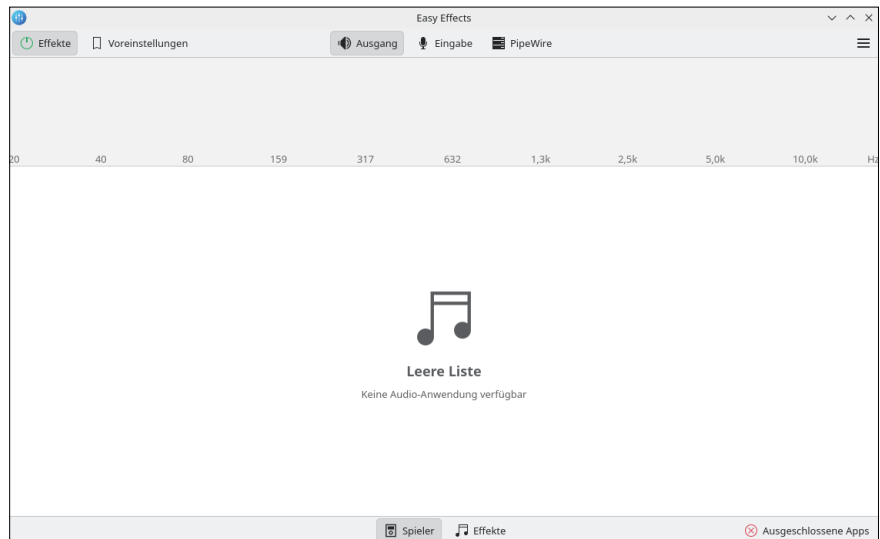 Easy Effects
Effekte Voreinstellungen Ausgang Eingabe PipeWire
20 40 80 159 317 632 1,3k 2,5k 5,0k 10,0k Hz
Leere Liste
Keine Audio-Anwendung verfügbar
Spieler Effekte Ausgeschlossene Apps